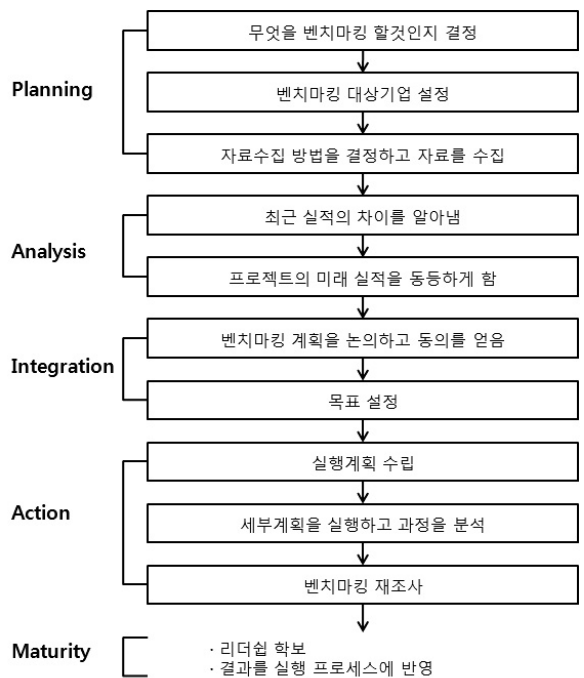 무엇을 벤치마킹 할것인지 결정
Planning
벤치마킹 대상기업 설정
자료수집 방법을 결정하고 자료를 수집
최근 실적의 차이를 알아냄
Analysis
프로젝트의 미래 실적을 동등하게 함
벤치마킹 계획을 논의하고 동의를 얻음
Integration
목표 설정
실행계획 수립
Action
세부계획을 실행하고 과정을 분석
벤치마킹 재조사
Maturity
· 리더쉽 학보
· 결과를 실행 프로세스에 반영